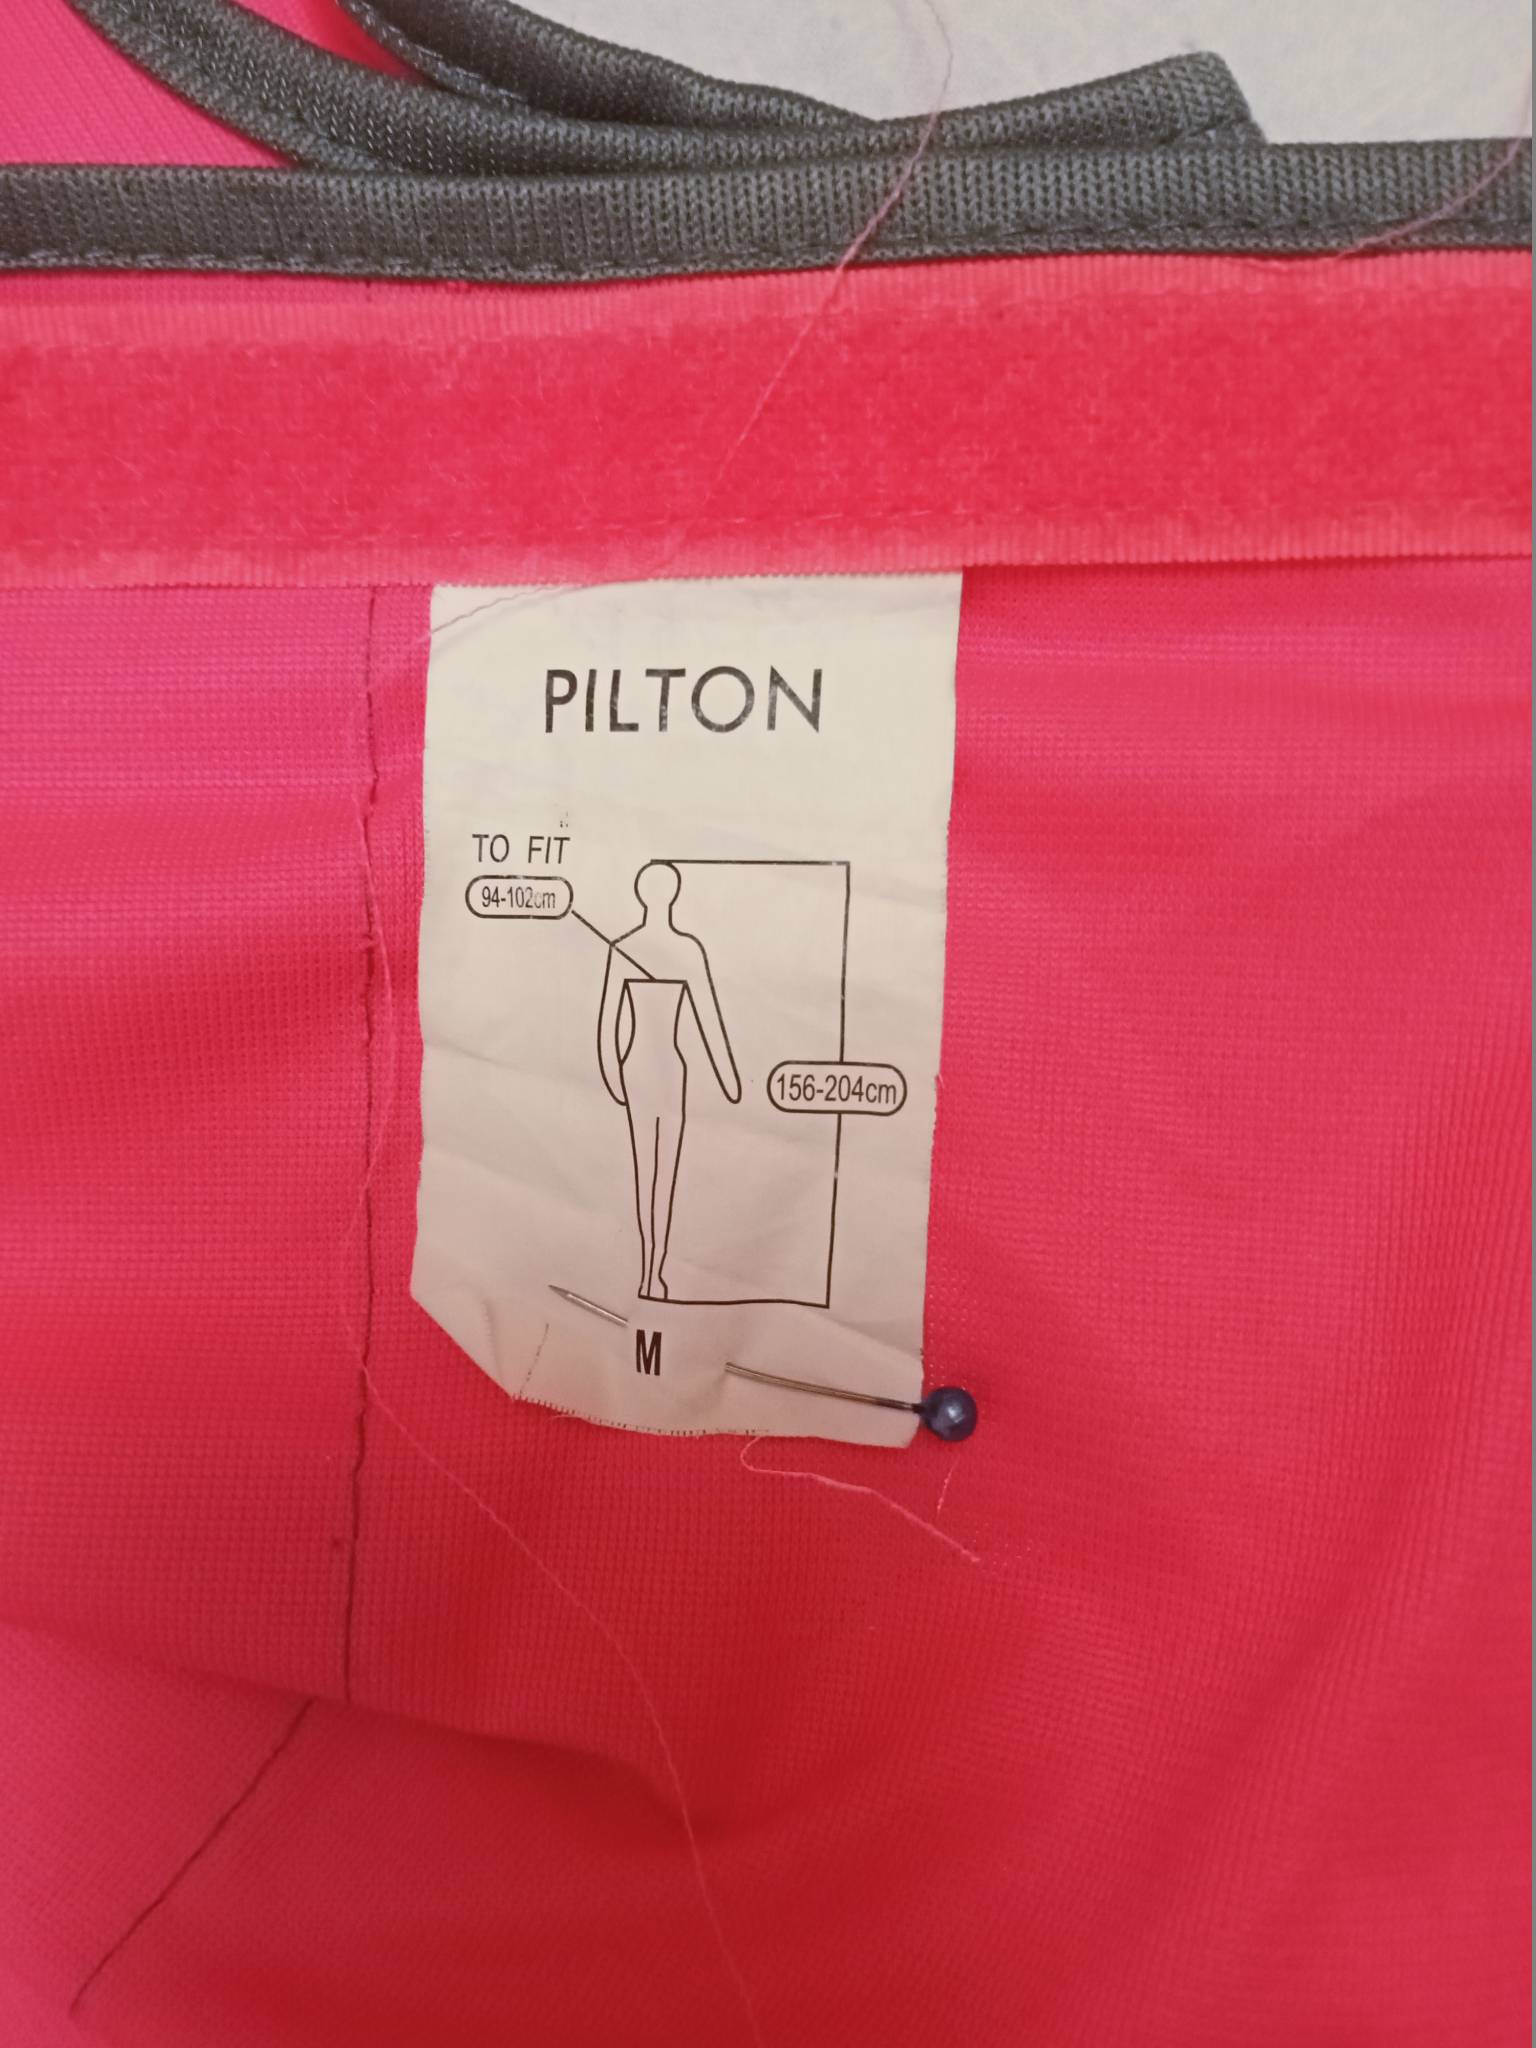 PILTON
TO FIT
94-102cm
156-204cm
M